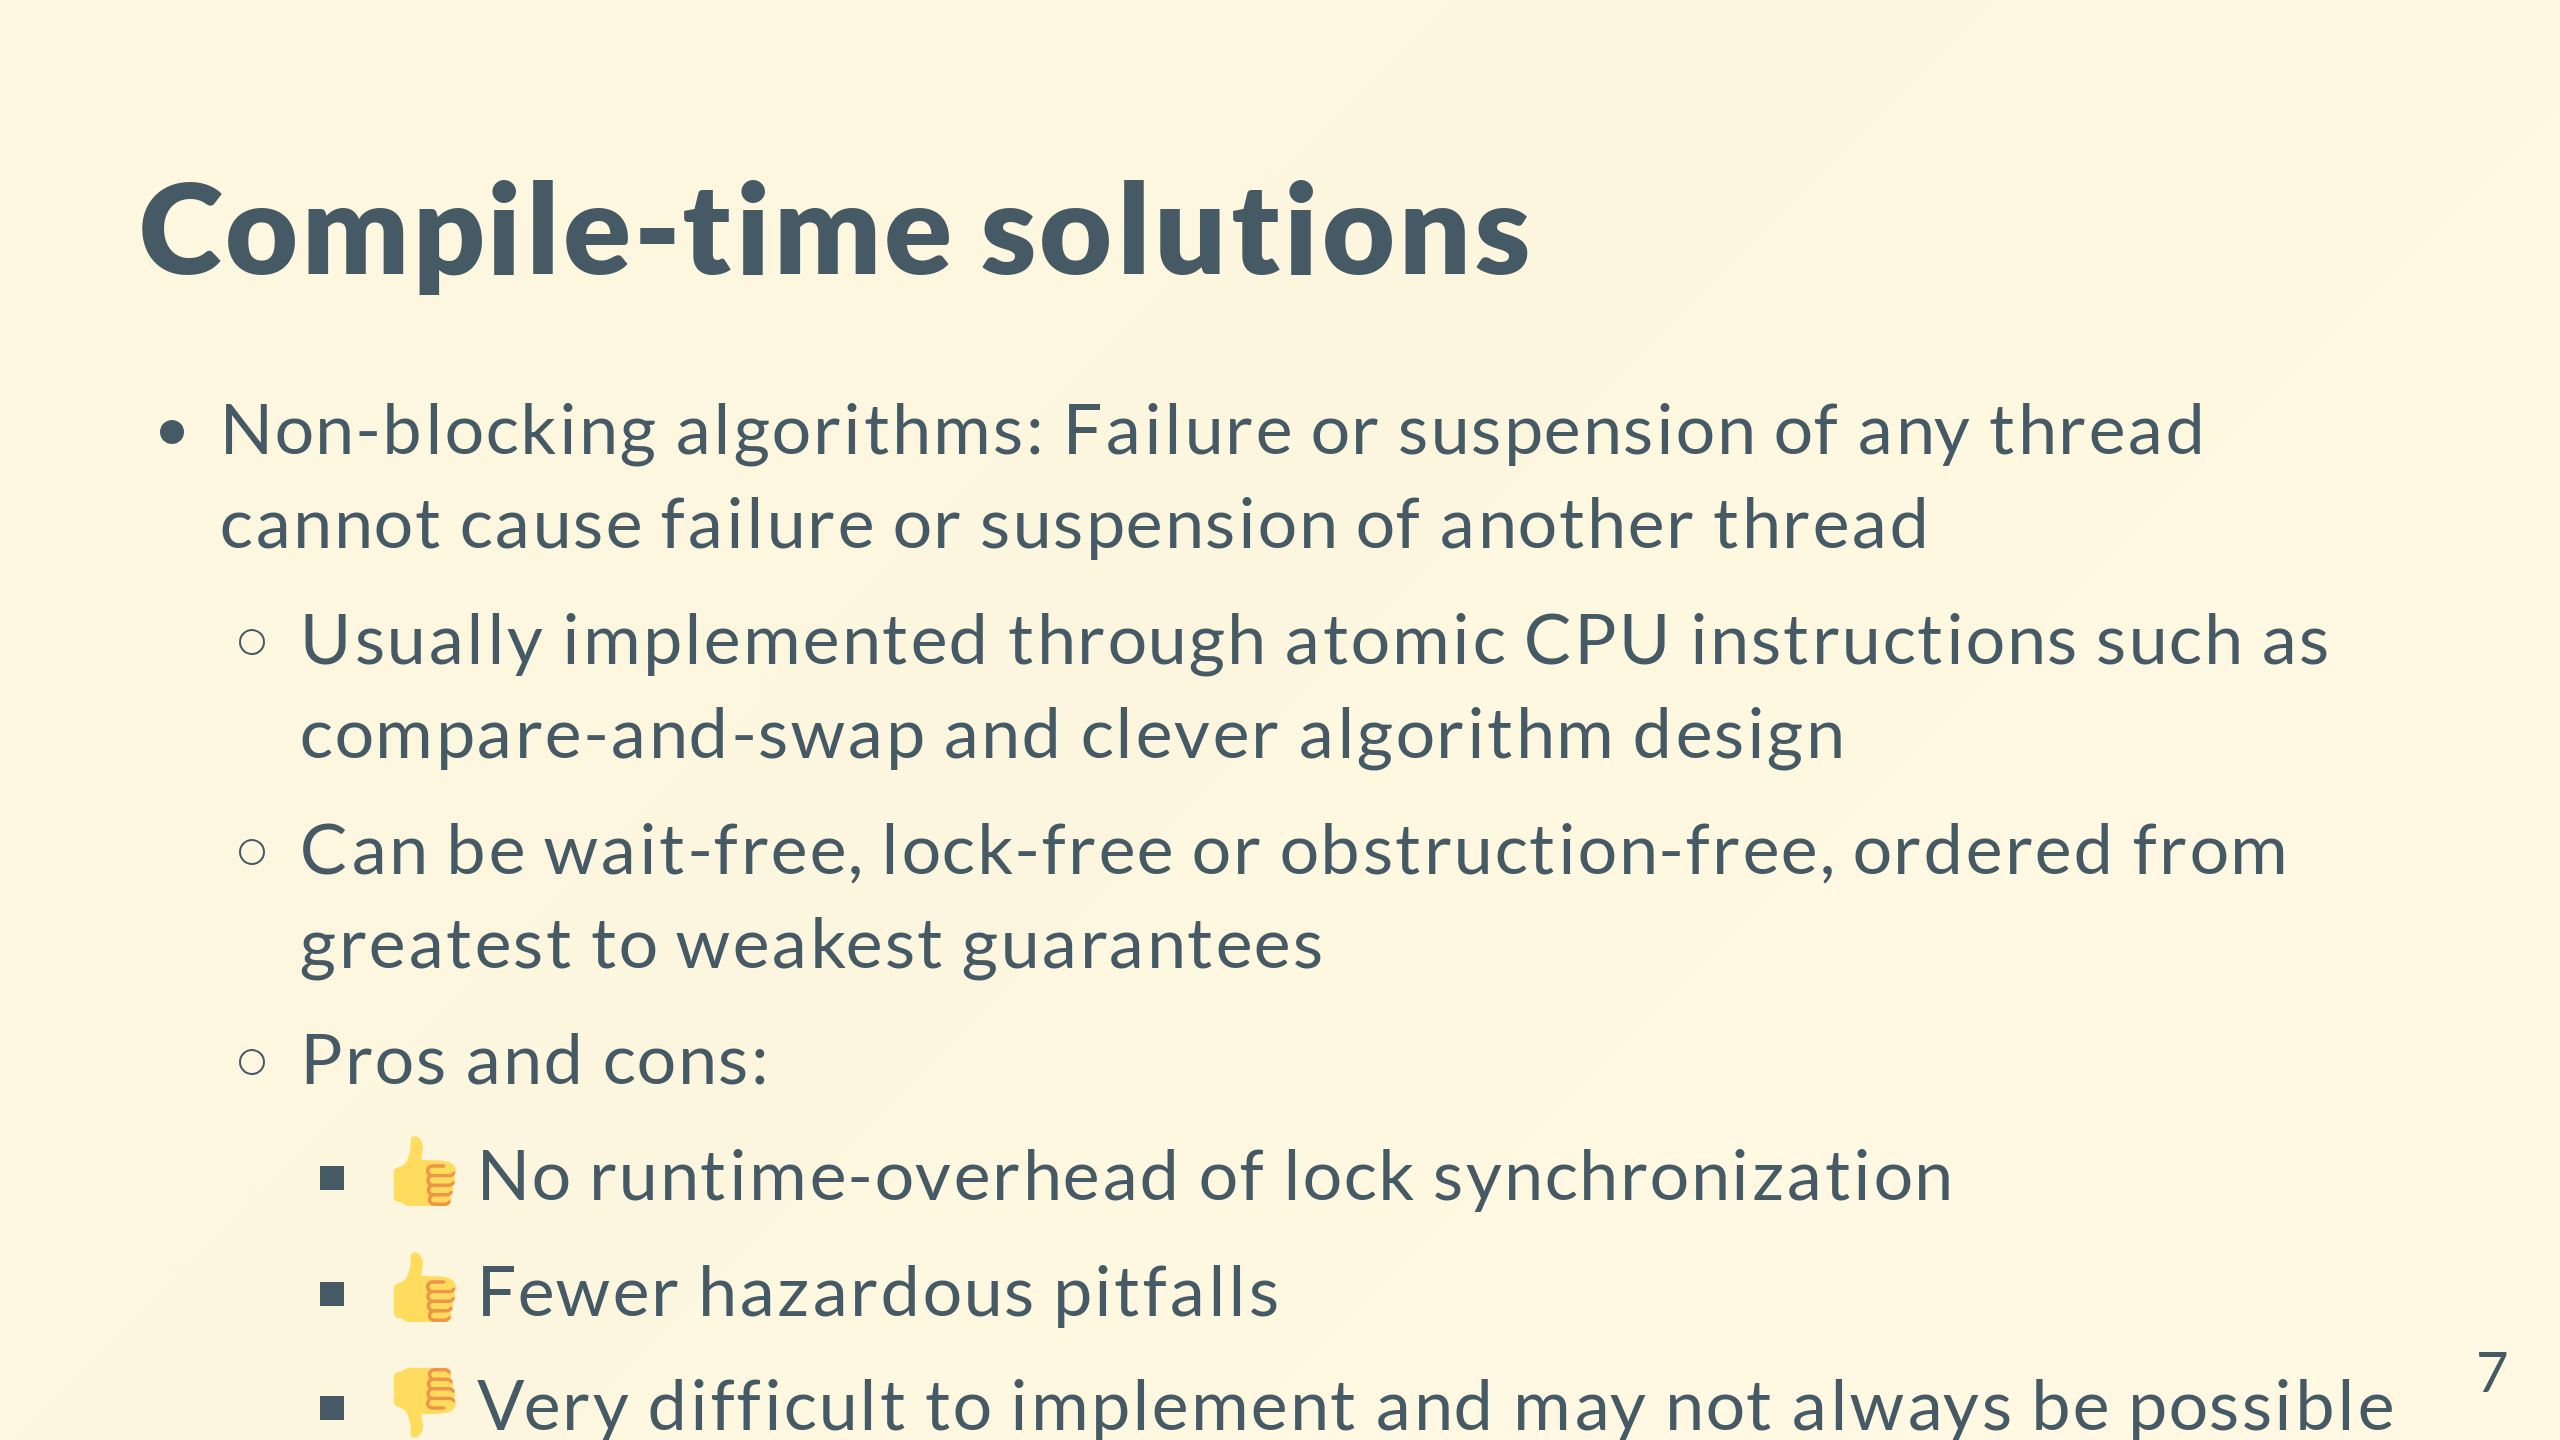 Compile-time solutions
• Non-blocking algorithms: Failure or suspension of any thread
cannot cause failure or suspension of another thread
○ Usually implemented through atomic CPU instructions such as
compare-and-swap and clever algorithm design
○ Can be wait-free, lock-free or obstruction-free, ordered from
greatest to weakest guarantees
○ Pros and cons:
▪ 👍 No runtime-overhead of lock synchronization
▪ 👍 Fewer hazardous pitfalls
▪ 👎 Very difficult to implement and may not always be possible
7